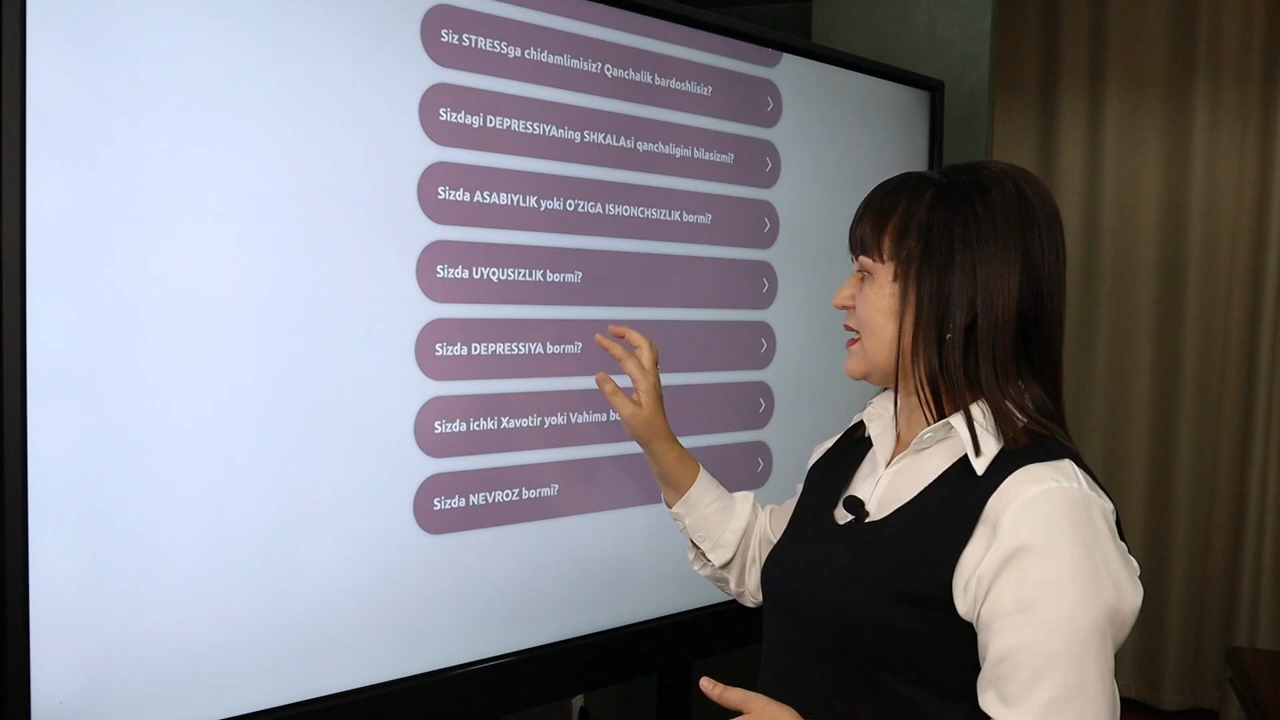 Siz STRESSga chidamlimisiz? Qanchalik bardoshlisiz?
Sizdagi DEPRESSIYAning SHKALAsi qanchaligini bilasizmi?
Sizda ASABIYLIK yoki O'ZIGA ISHONCHSIZLIK bormi?
Sizda UYQUSIZLIK bormi?
Sizda DEPRESSIYA bormi?
Sizda ichki Xavotir yoki Vahima
Sizda NEVROZ bormi?